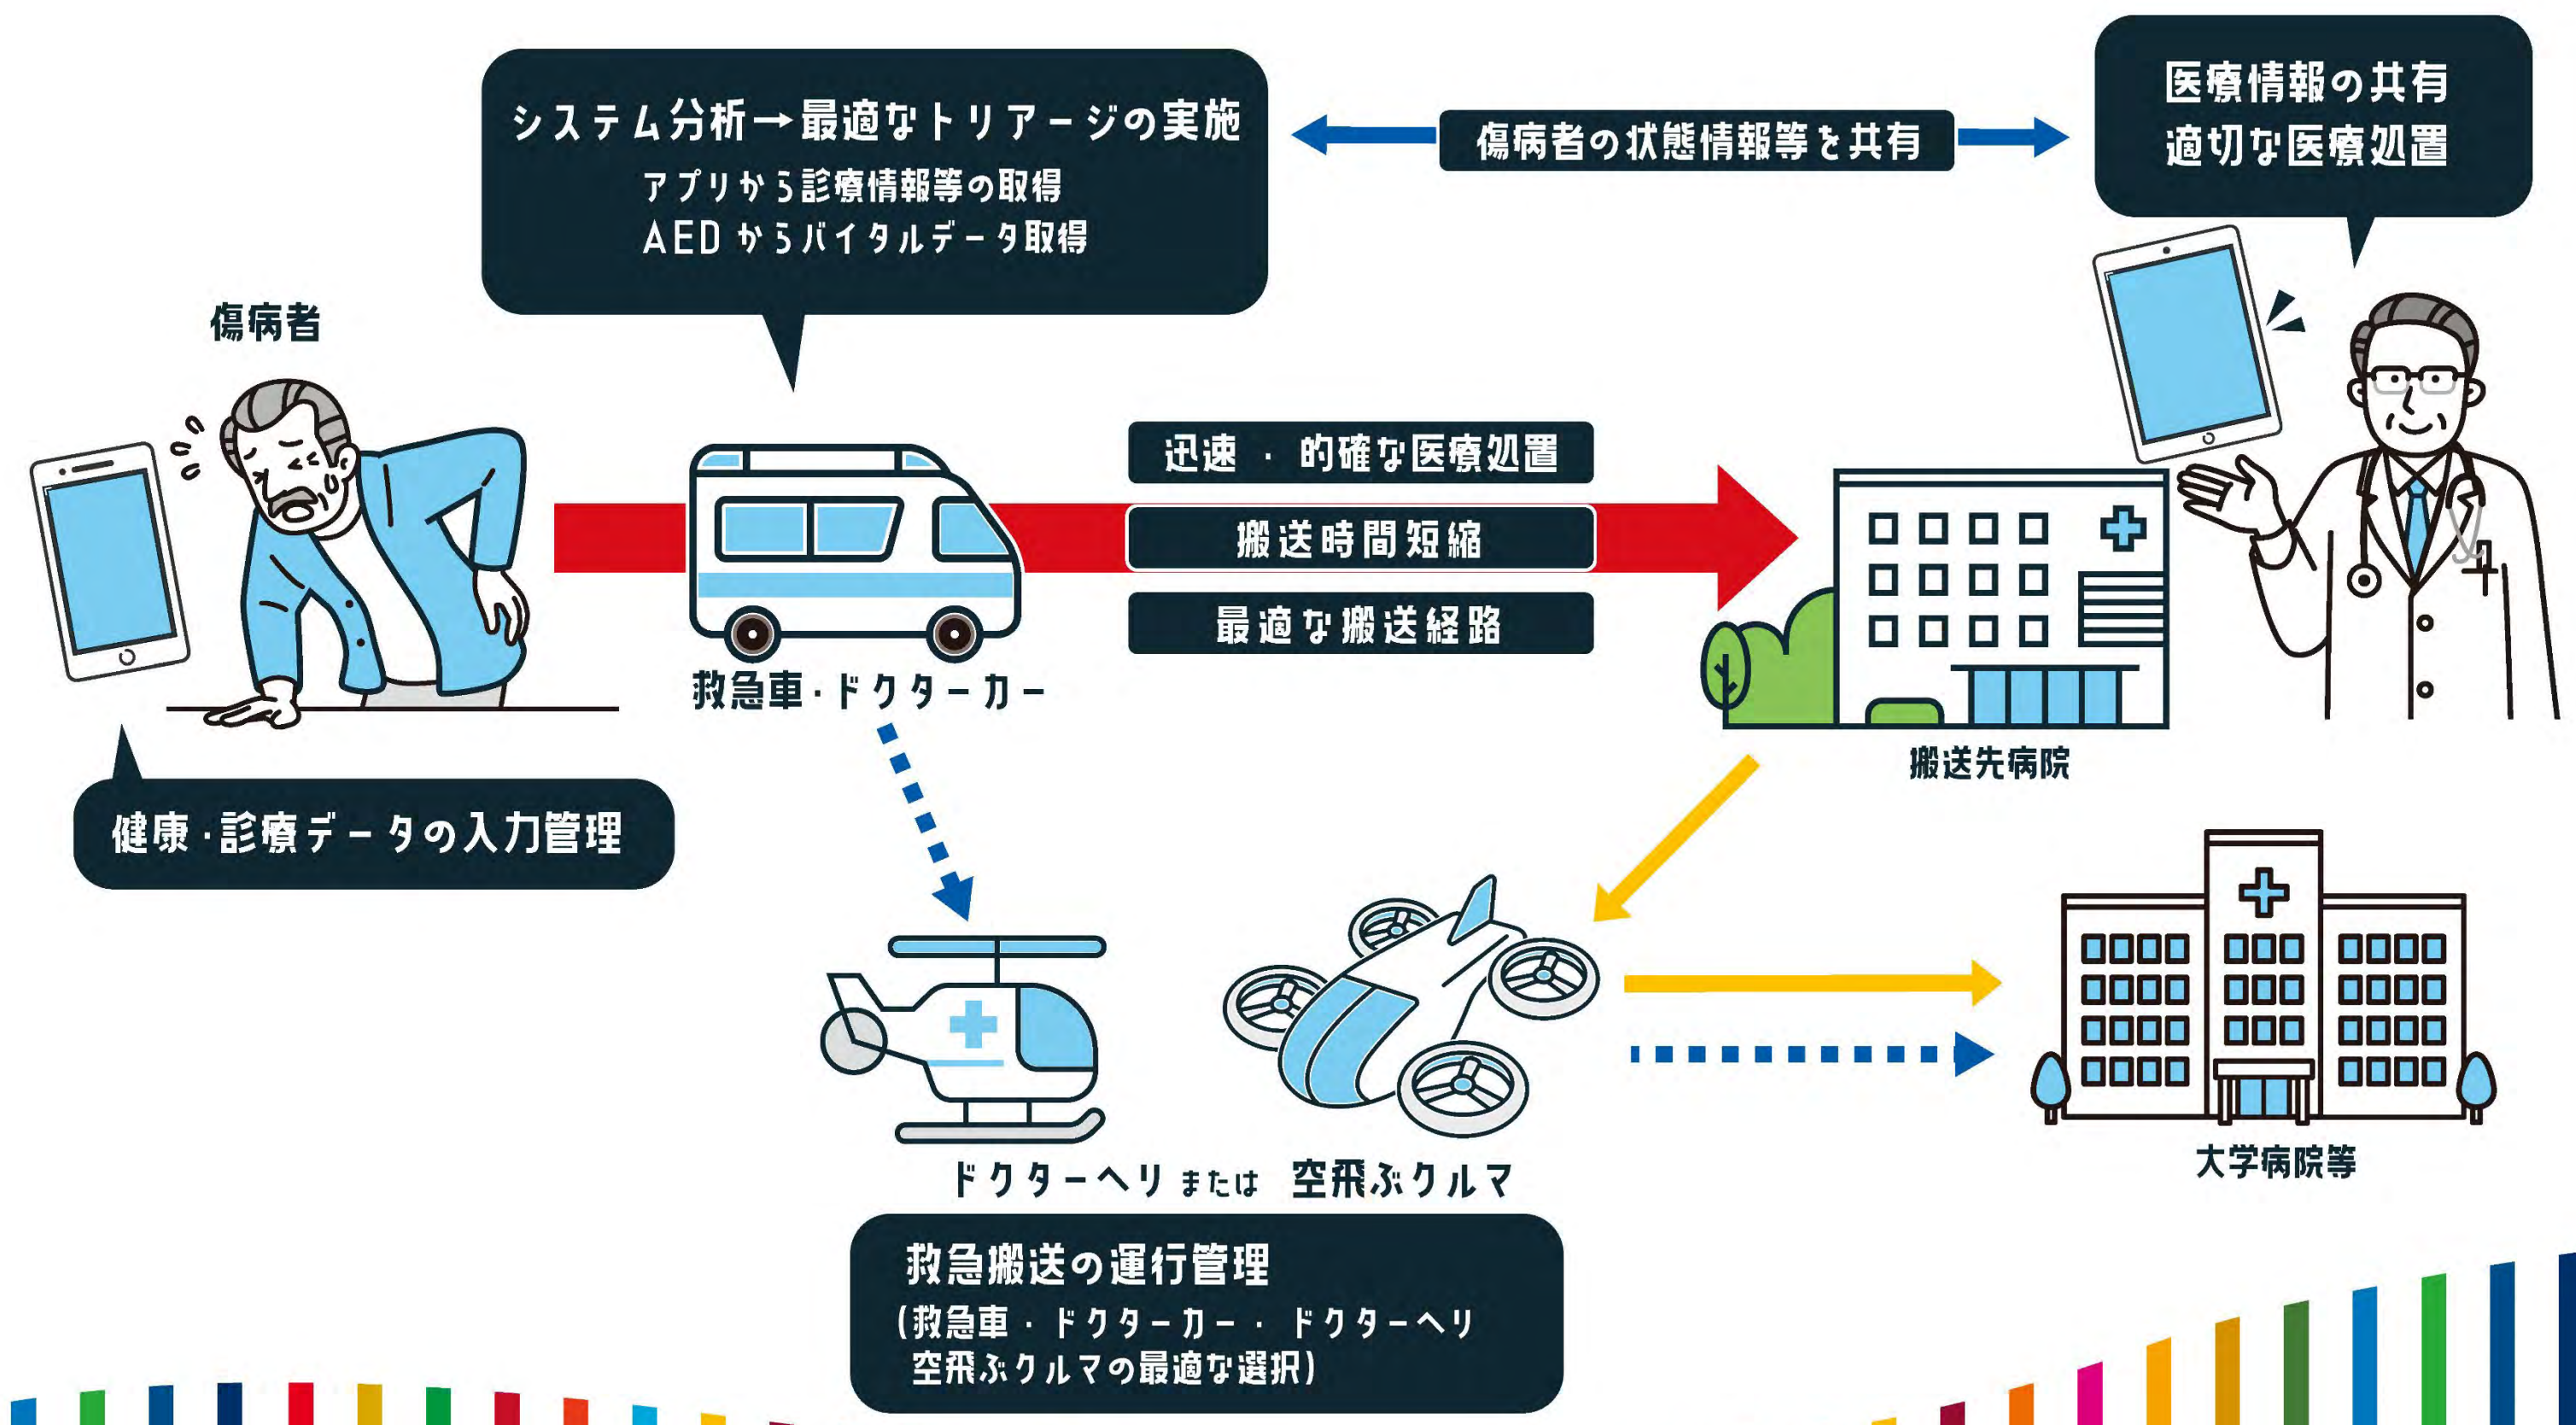 システム分析→最適なトリアージの実施
アプリから診療情報等の取得
AED からバイタルデータ取得
傷病者の状態情報等を共有
医療情報の共有
適切な医療処置
傷病者
迅速・的確な医療処置
搬送時間短縮
最適な搬送経路
救急車・ドクターカー
搬送先病院
健康・診療データの入力管理
ドクターヘリ または 空飛ぶクルマ
大学病院等
救急搬送の運行管理
(救急車・ドクターカー・ドクターヘリ
空飛ぶクルマの最適な選択)